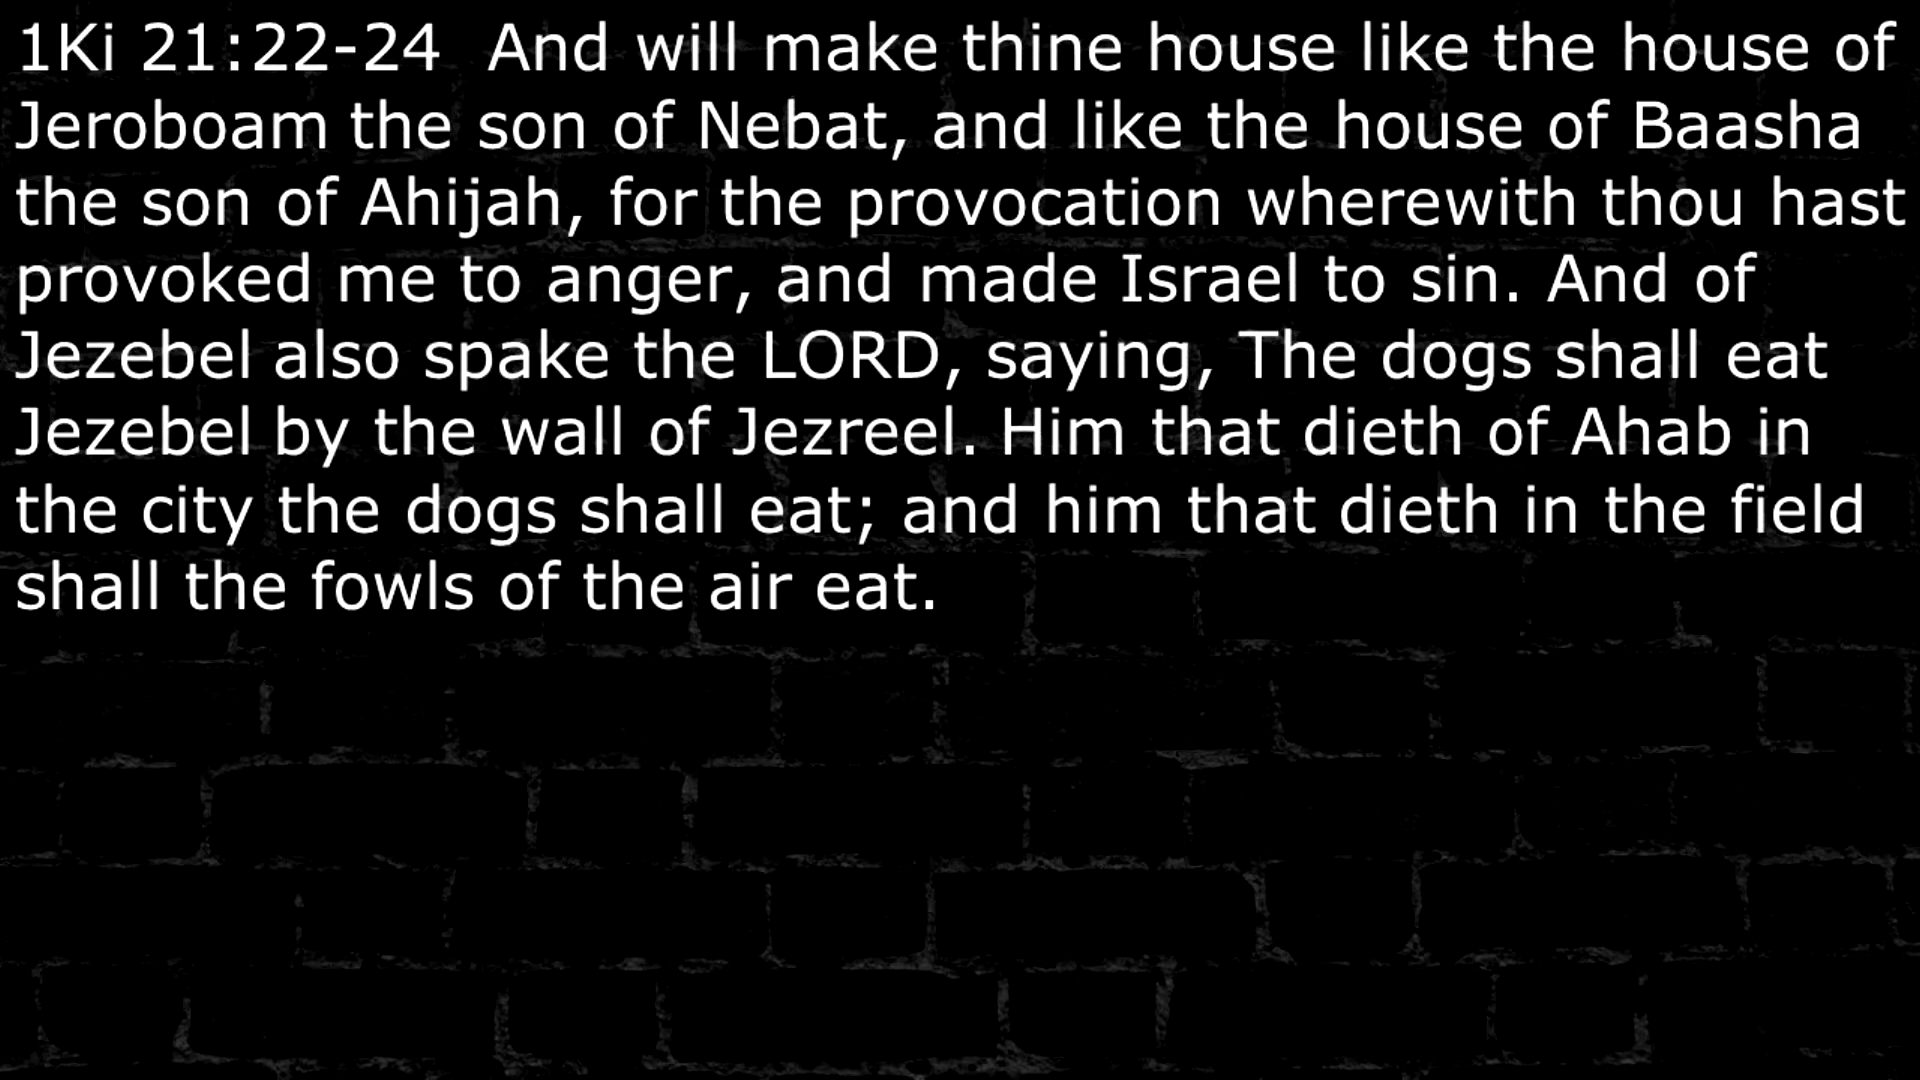 1Ki 21:22-24  And will make thine house like the house of
Jeroboam the son of Nebat, and like the house of Baasha
the son of Ahijah, for the provocation wherewith thou hast
provoked me to anger, and made Israel to sin. And of
Jezebel also spake the LORD, saying, The dogs shall eat
Jezebel by the wall of Jezreel. Him that dieth of Ahab in
the city the dogs shall eat; and him that dieth in the field
shall the fowls of the air eat.